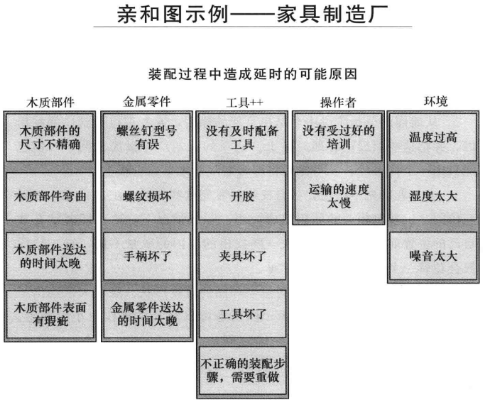 亲和图示例——家具制造厂
装配过程中造成延时的可能原因
木质部件
金属零件
工具++
操作者
环境
木质部件的
尺寸不精确
木质部件弯曲
木质部件送达
的时间太晚
木质部件表面
有瑕疵
螺丝钉型号
有误
螺纹损坏
手柄坏了
金属零件送达
的时间太晚
没有及时配备
工具
开胶
夹具坏了
工具坏了
不正确的装配步
骤，需要重做
没有受过好的
培训
运输的速度
太慢
温度过高
湿度太大
噪音太大